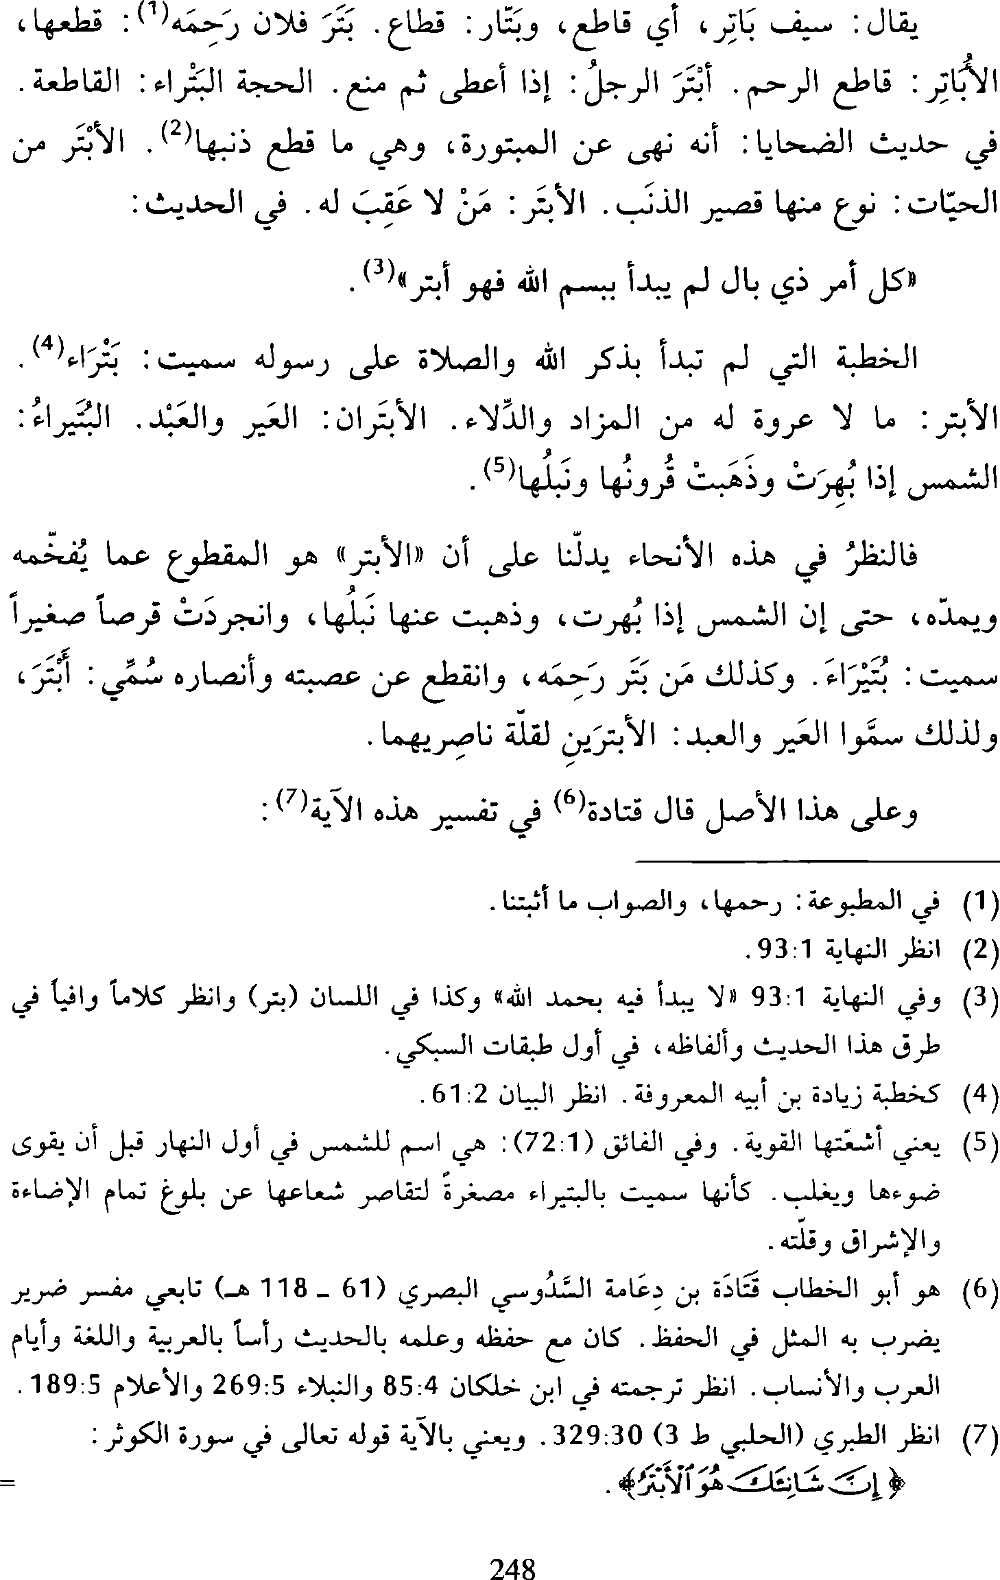 يقال: سيف بَاتِر، أي قاطع، وبَتّار: قطاع. بَتَرَ فلان رَحِمَه(1): قطعها،
الأُبَاتِر: قاطع الرحم. أَبْتَرَ الرجلُ: إذا أعطى ثم منع. الحجة البَتْراء: القاطعة.
في حديث الضحايا: أنه نهى عن المبتورة، وهي ما قطع ذنبها(2). الأبْتَر من
الحيّات: نوع منها قصير الذنَب. الأبتَر: مَنْ لا عَقِبَ له. في الحديث:
«كل أمر ذي بال لم يبدأ ببسم الله فهو أبتر»(3).
الخطبة التي لم تبدأ بذكر الله والصلاة على رسوله سميت: بَتْرَاء(4).
الأبتر: ما لا عروة له من المزاد والدِّلاء. الأبتَران: العَير والعَبْد. البُتَيراءُ:
الشمس إذا بُهِرَتْ وذَهَبتْ قُرونُها ونَبَلُها(5).
فالنظرُ في هذه الأنحاء يدلّنا على أن «الأبتر» هو المقطوع عما يُفخّمه
ويمدّه، حتى إن الشمس إذا بُهرت، وذهبت عنها نَبَلُها، وانجردَتْ قرصاً صغيراً
سميت: بُتَيْرَاءَ. وكذلك مَن بَتَر رَحِمَه، وانقطع عن عصبته وأنصاره سُمِّي: أَبْتَرَ،
ولذلك سمَّوا العَير والعبد: الأبترَينِ لقلّة ناصِريهما.
وعلى هذا الأصل قال قتادة(6) في تفسير هذه الآية(7):
(1) في المطبوعة: رحمها، والصواب ما أثبتنا.
(2) انظر النهاية 93:1.
(3) وفي النهاية 93:1 «لا يبدأ فيه بحمد الله» وكذا في اللسان (بتر) وانظر كلاماً وافياً في
طرق هذا الحديث وألفاظه، في أول طبقات السبكي.
(4) كخطبة زيادة بن أبيه المعروفة. انظر البيان 61:2.
(5) يعني أشعّتها القوية. وفي الفائق (72:1): هي اسم للشمس في أول النهار قبل أن يقوى
ضوءها ويغلب. كأنها سميت بالبتيراء مصغرةً لتقاصر شعاعها عن بلوغ تمام الإضاءة
والإشراق وقلّته.
(6) هو أبو الخطاب قَتَادَة بن دِعَامة السَّدُوسي البصري (61 - 118 هـ) تابعي مفسر ضرير
يضرب به المثل في الحفظ. كان مع حفظه وعلمه بالحديث رأساً بالعربية واللغة وأيام
العرب والأنساب. انظر ترجمته في ابن خلكان 85:4 والنبلاء 269:5 والأعلام 189:5.
(7) انظر الطبري (الحلبي ط 3) 329:30. ويعني بالآية قوله تعالى في سورة الكوثر:
﴿إِنَّ شَانِئَكَ هُوَ الْأَبْتَرُ﴾.
=
248